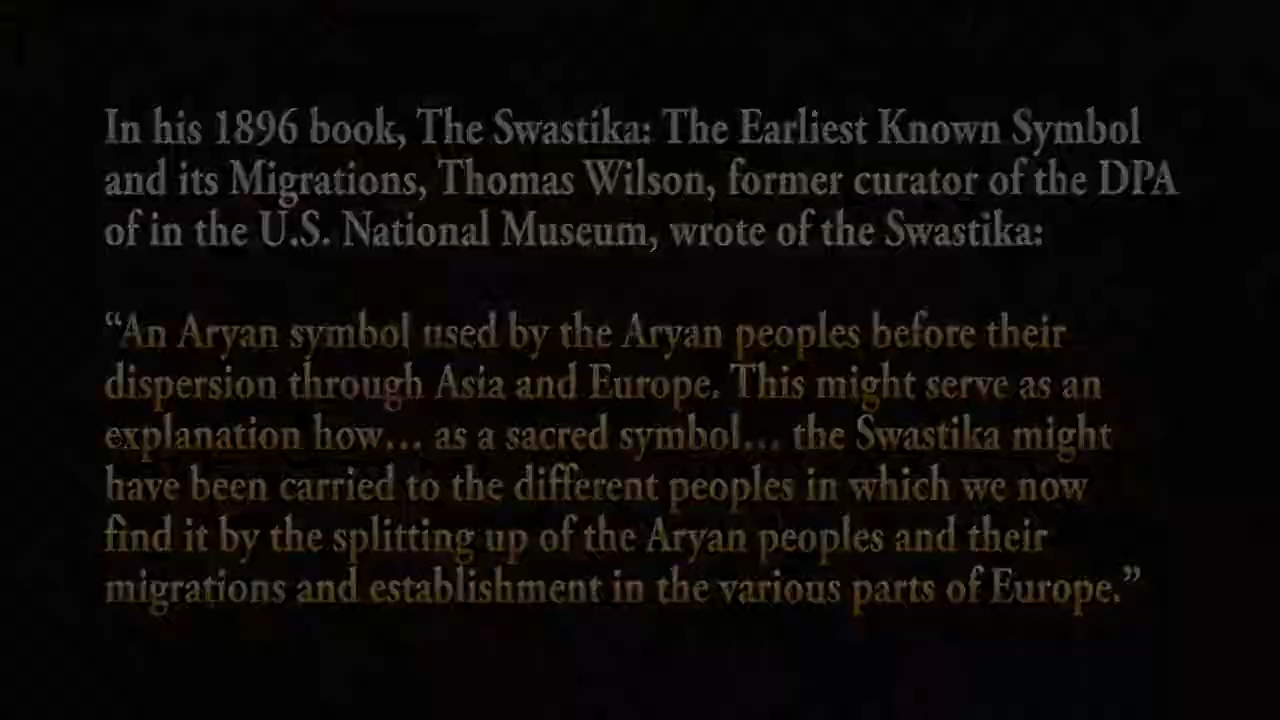 In his 1896 book, The Swastika: The Earliest Known Symbol
and its Migrations, Thomas Wilson, former curator of the DPA
of in the U.S. National Museum, wrote of the Swastika:
“An Aryan symbol used by the Aryan peoples before their
dispersion through Asia and Europe. This might serve as an
explanation how… as a sacred symbol… the Swastika might
have been carried to the different peoples in which we now
find it by the splitting up of the Aryan peoples and their
migrations and establishment in the various parts of Europe.”